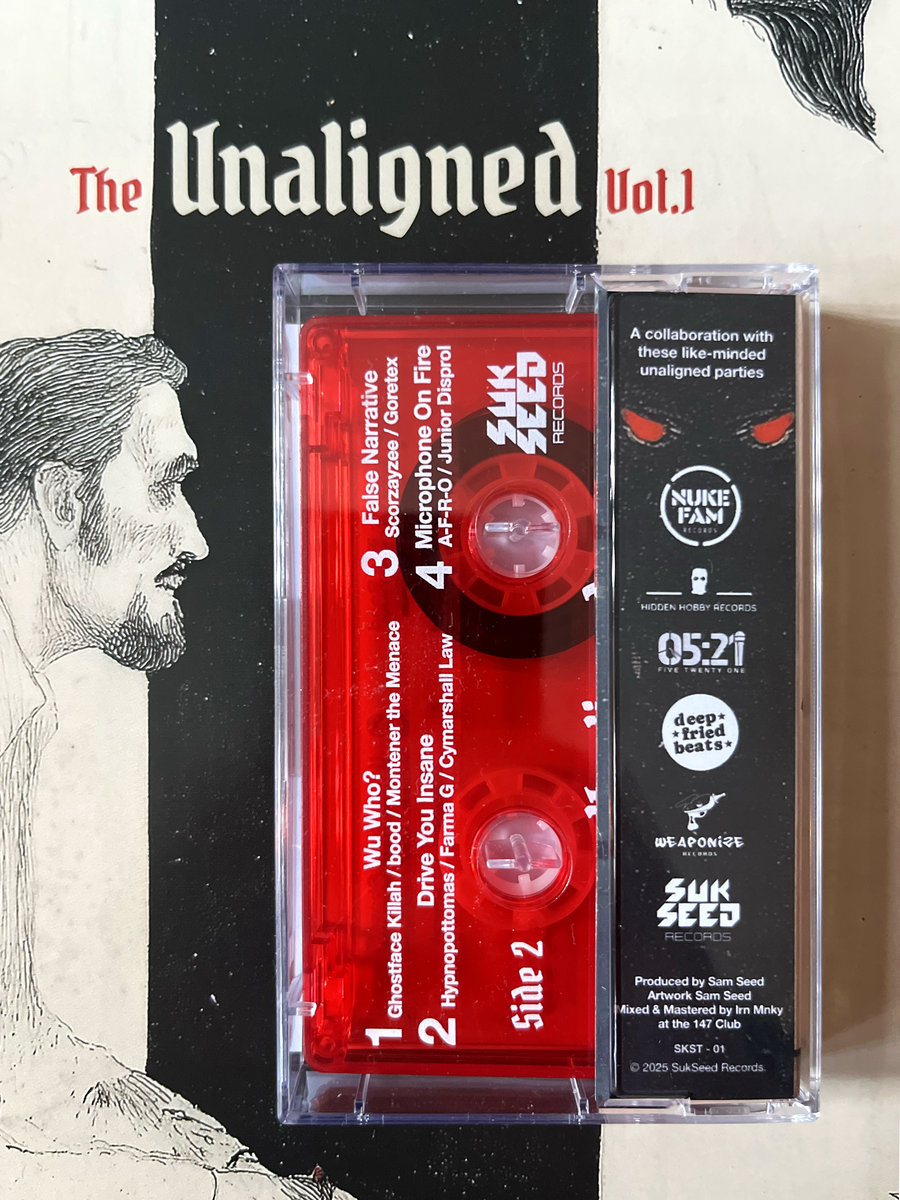 The Unaligned Vol.1
1 Wu Who?
Ghostface Killah / bood / Montener the Menace
2 Drive You Insane
Hypnopottomas / Farma G / Cymarshall Law
3 False Narrative
Scorzayzee / Goretex
4 Microphone On Fire
A-F-R-O / Junior Disprol
Side 2
SUK
SEED
RECORDS
A collaboration with
these like-minded
unaligned parties
NUKE
FAM
RECORDS
HIDDEN HOBBY RECORDS
05:21
FIVE TWENTY ONE
deep
fried
beats
WEAPONIZE
RECORDS
SUK
SEED
RECORDS
Produced by Sam Seed
Artwork Sam Seed
Mixed & Mastered by Irn Mnky
at the 147 Club
SKST - 01
© 2025 SukSeed Records.